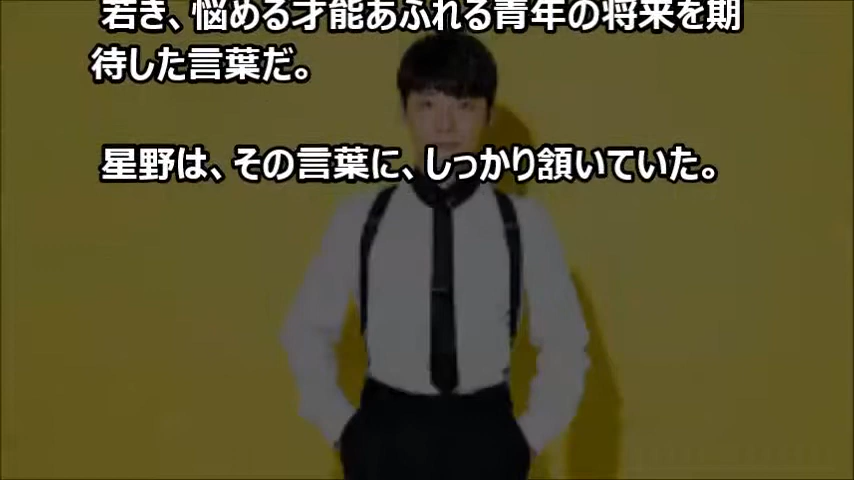 若き、悩める才能あふれる青年の将来を期
待した言葉だ。
星野は、その言葉に、しっかり頷いていた。